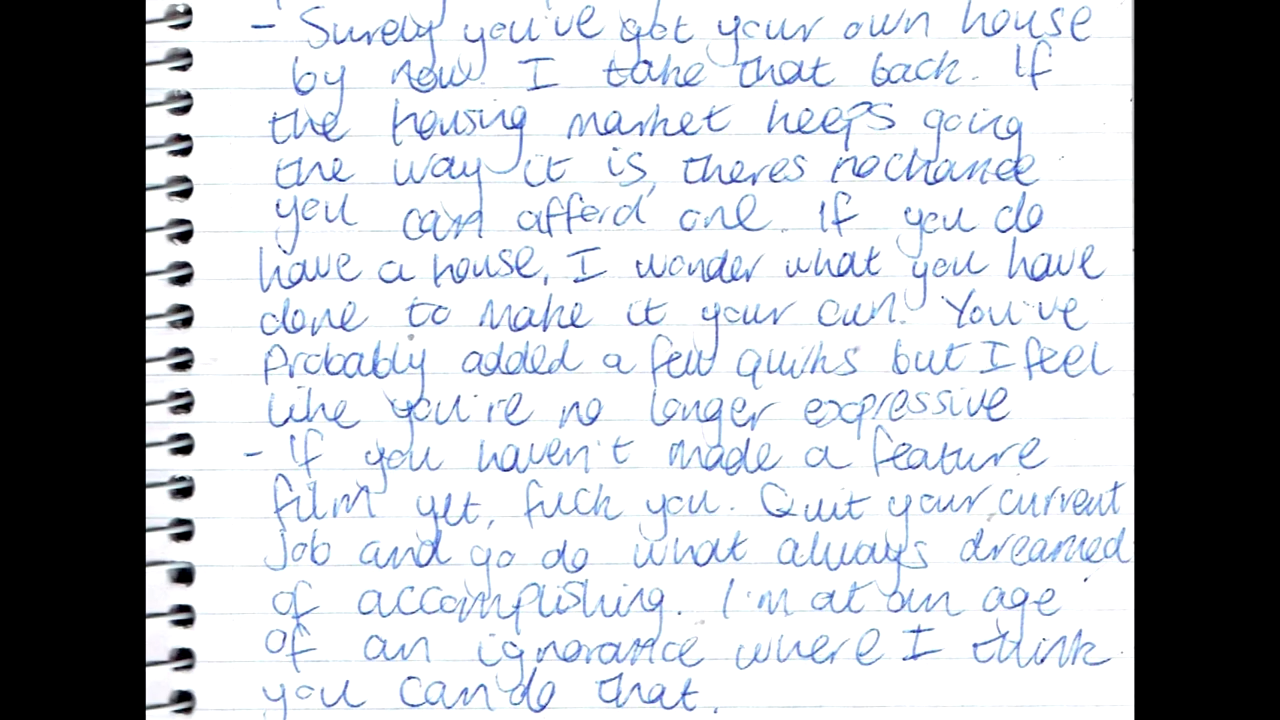 - Surely you've got your own house
by now. I take that back. If
the housing market keeps going
the way it is, theres no chance
you can afford one. If you do
have a house, I wonder what you have
done to make it your own. You've
Probably added a few quirks but I feel
like you're no longer expressive
- If you haven't made a feature
film yet, fuck you. Quit your current
Job and go do what always dreamed
of accomplishing. I'm at an age
of an ignorance where I think
you can do that.